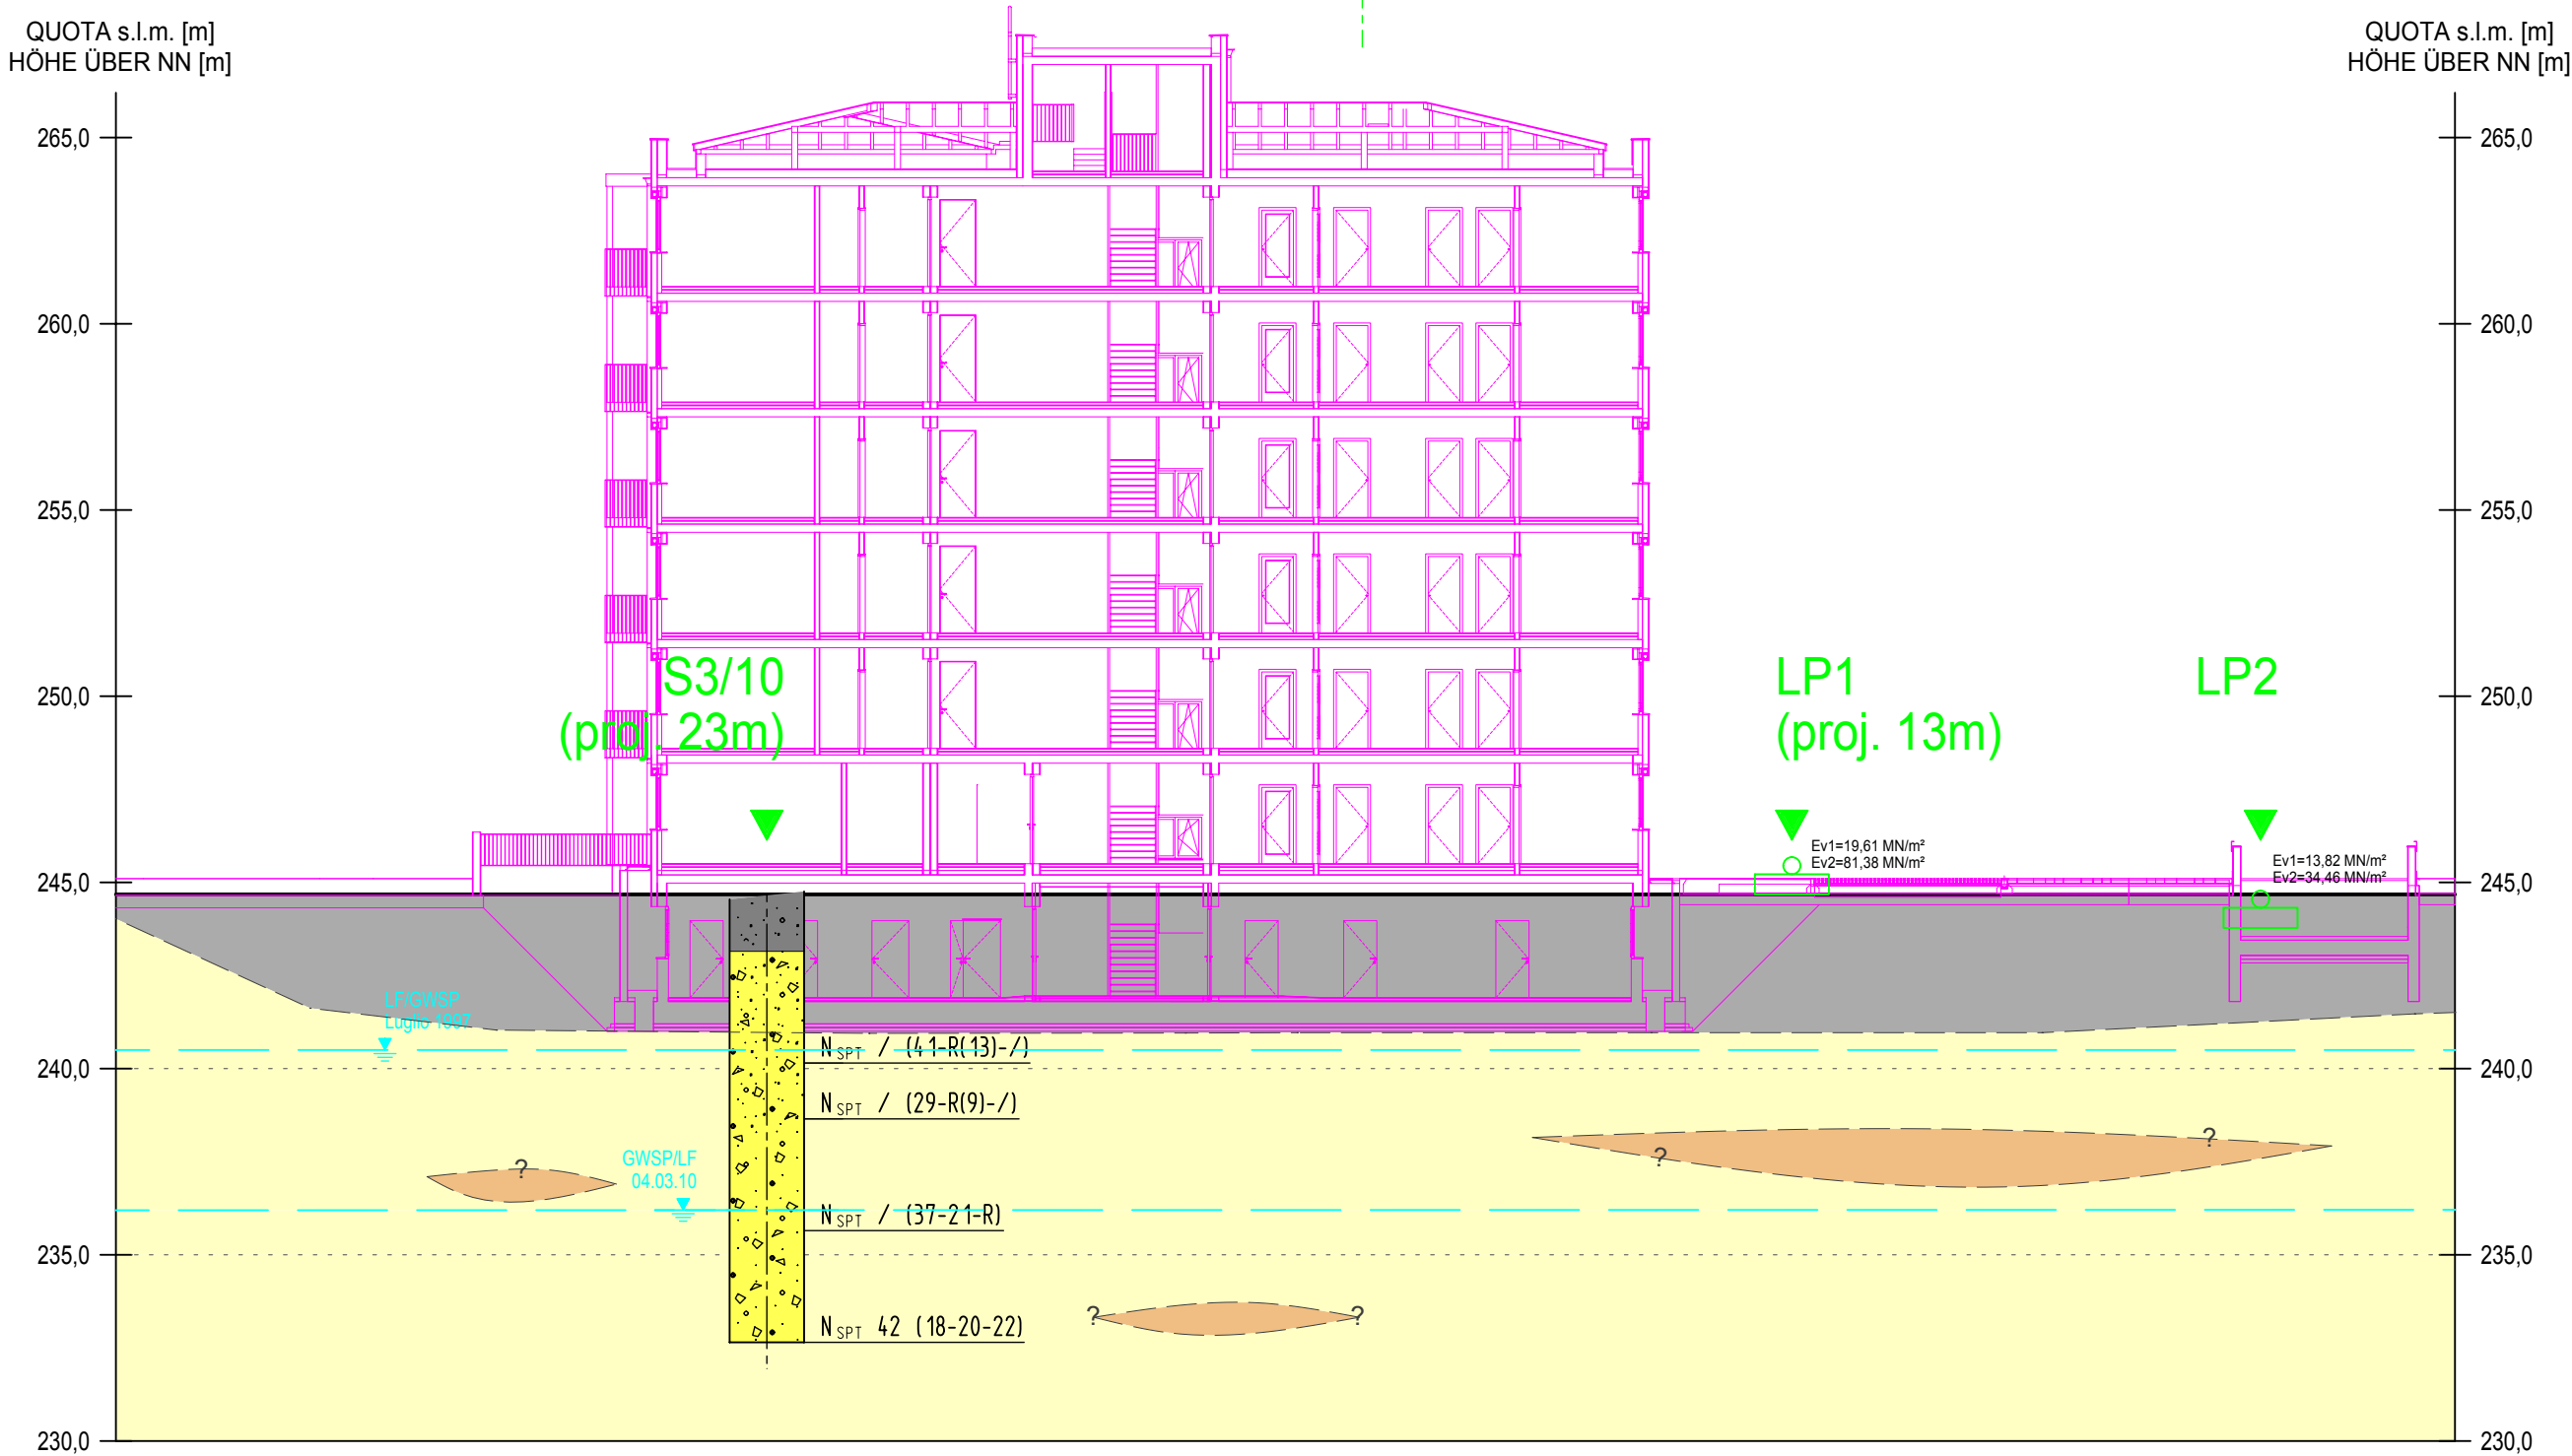 QUOTA s.l.m. [m]
HÖHE ÜBER NN [m]
QUOTA s.l.m. [m]
HÖHE ÜBER NN [m]
265,0
265,0
260,0
260,0
255,0
255,0
250,0
250,0
S3/10
(proj. 23m)
LP1
(proj. 13m)
LP2
Ev1=19,61 MN/m²
Ev2=81,38 MN/m²
Ev1=13,82 MN/m²
Ev2=34,46 MN/m²
245,0
245,0
LF/GWSP
Luglio 1997
NSPT / (41-R(13)-/)
240,0
240,0
NSPT / (29-R(9)-/)
?
?
?
GWSP/LF
04.03.10
NSPT / (37-21-R)
235,0
235,0
?
?
NSPT 42 (18-20-22)
230,0
230,0